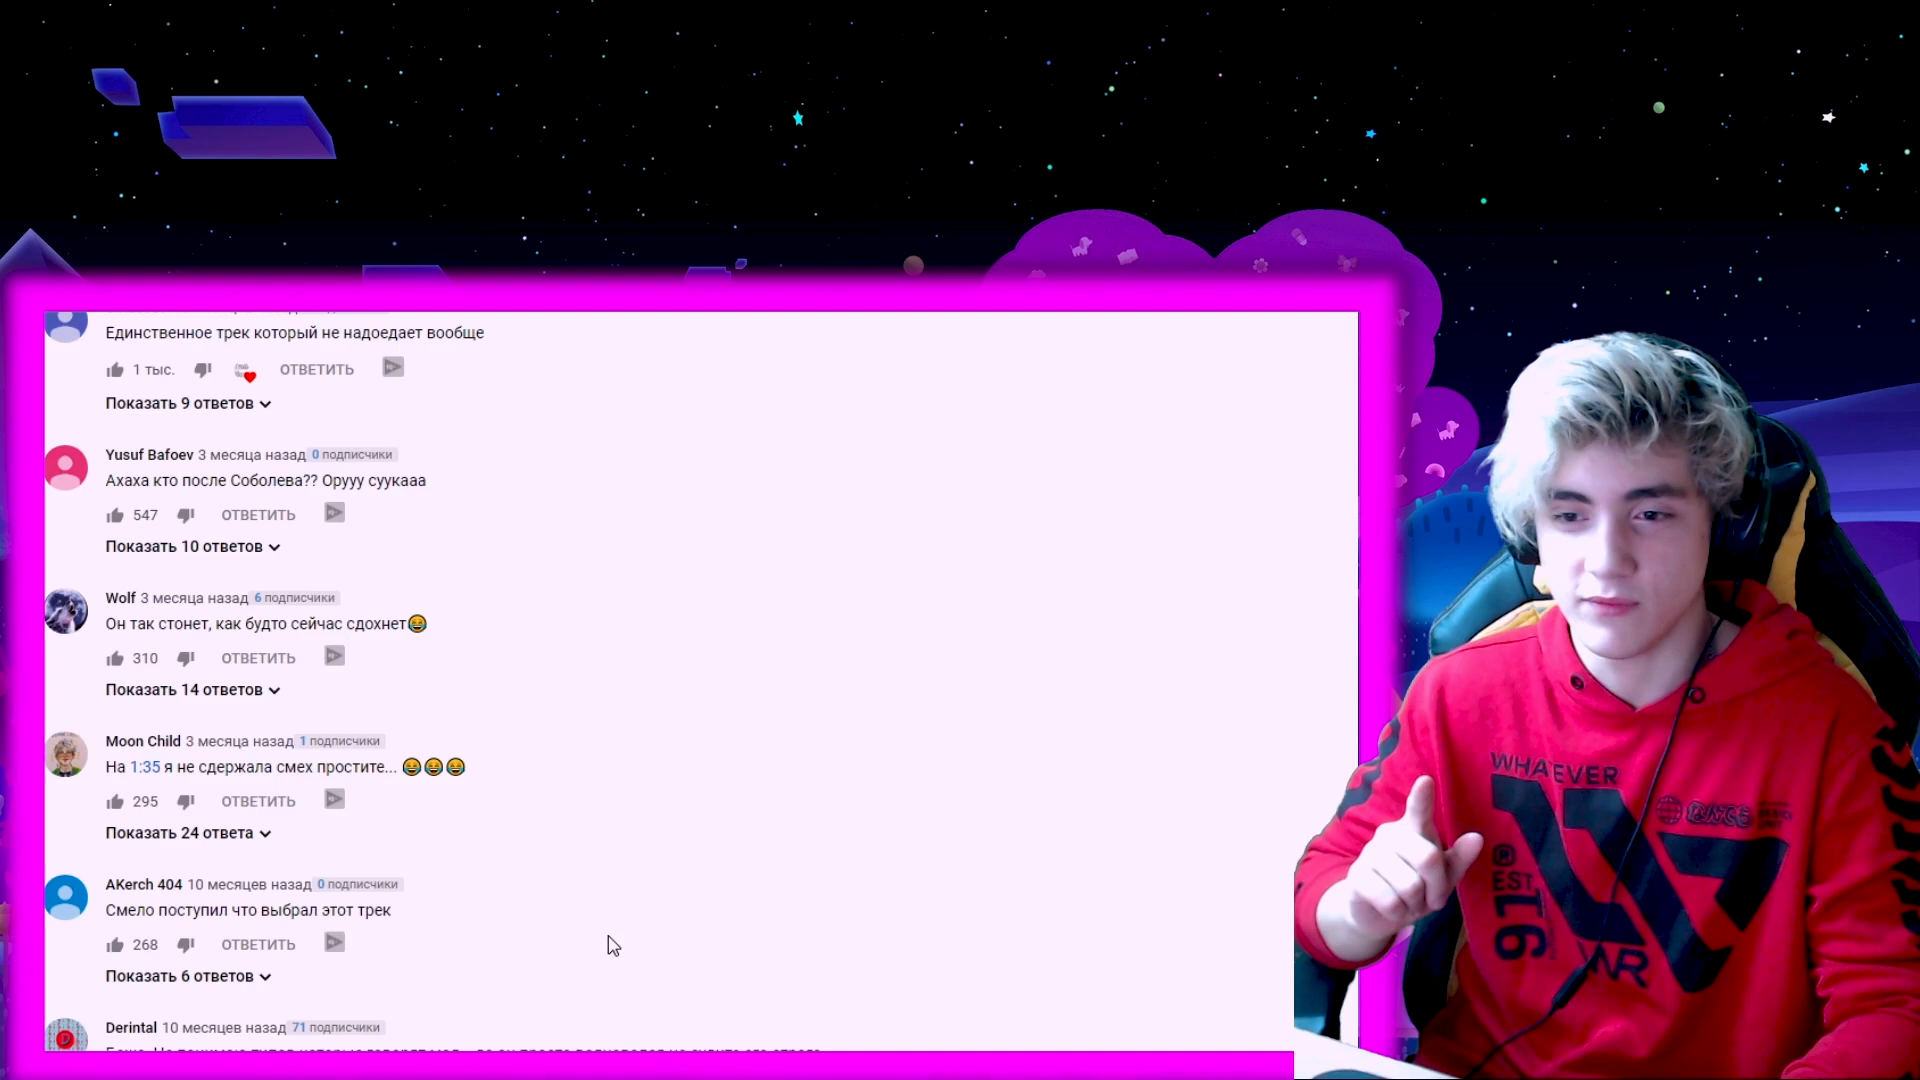 Единственное трек который не надоедает вообще
1 тыс. ОТВЕТИТЬ
Показать 9 ответов
Yusuf Bafoev 3 месяца назад 0 подписчики
Ахаха кто после Соболева?? Орууу суукааа
547 ОТВЕТИТЬ
Показать 10 ответов
Wolf 3 месяца назад 6 подписчики
Он так стонет, как будто сейчас сдохнет😂
310 ОТВЕТИТЬ
Показать 14 ответов
Moon Child 3 месяца назад 1 подписчики
На 1:35 я не сдержала смех простите... 😂😂😂
295 ОТВЕТИТЬ
Показать 24 ответа
AKerch 404 10 месяцев назад 0 подписчики
Смело поступил что выбрал этот трек
268 ОТВЕТИТЬ
Показать 6 ответов
Derintal 10 месяцев назад 71 подписчики
WHATEVER
® EST
91
WR